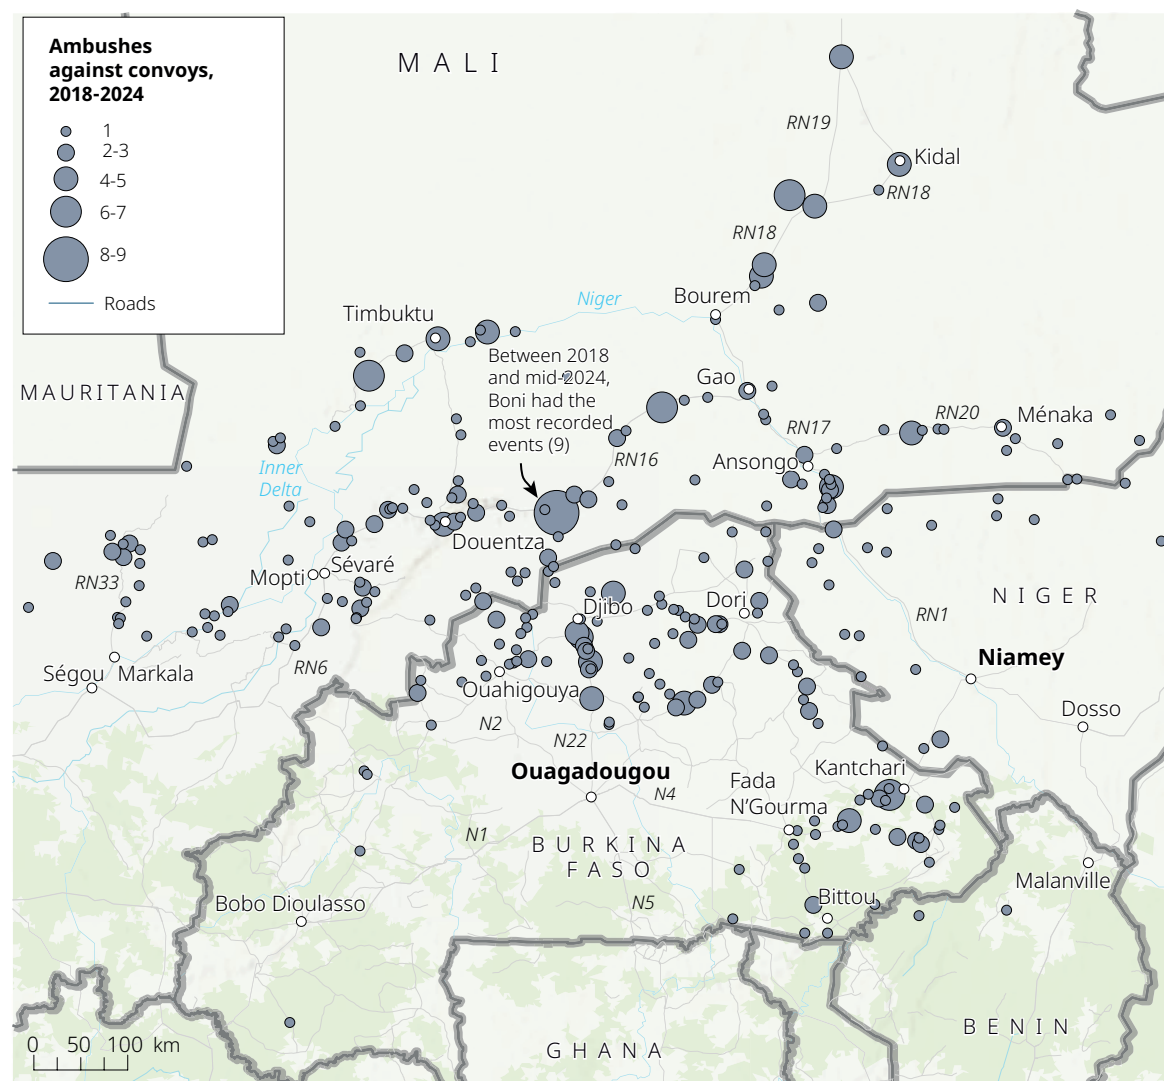 Ambushes
against convoys,
2018-2024
1
2-3
4-5
6-7
8-9
Roads
MALI
RN19
Kidal
RN18
RN18
Niger
Bourem
Timbuktu
Between 2018
and mid-2024,
Boni had the
most recorded
events (9)
MAURITANIA
Gao
RN20
Ménaka
RN17
Inner
Delta
RN16
Ansongo
Douentza
Mopti
Sévaré
RN33
Djibo
Dori
NIGER
RN1
Niamey
Ségou
Markala
RN6
Ouahigouya
N2
N22
Dosso
Ouagadougou
Fada
N'Gourma
Kantchari
N4
N1
BURKINA
FASO
Malanville
Bobo Dioulasso
N5
Bittou
0 50 100 km
GHANA
BENIN